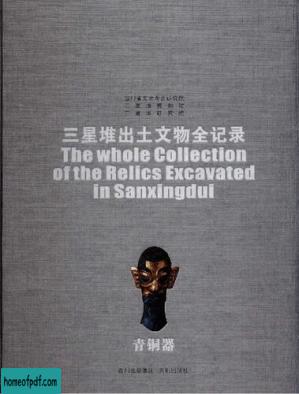 三星堆出土文物全记录
The whole Collection
of the Relics Excavated
in Sanxingdui
青铜器
homeofpdf.com